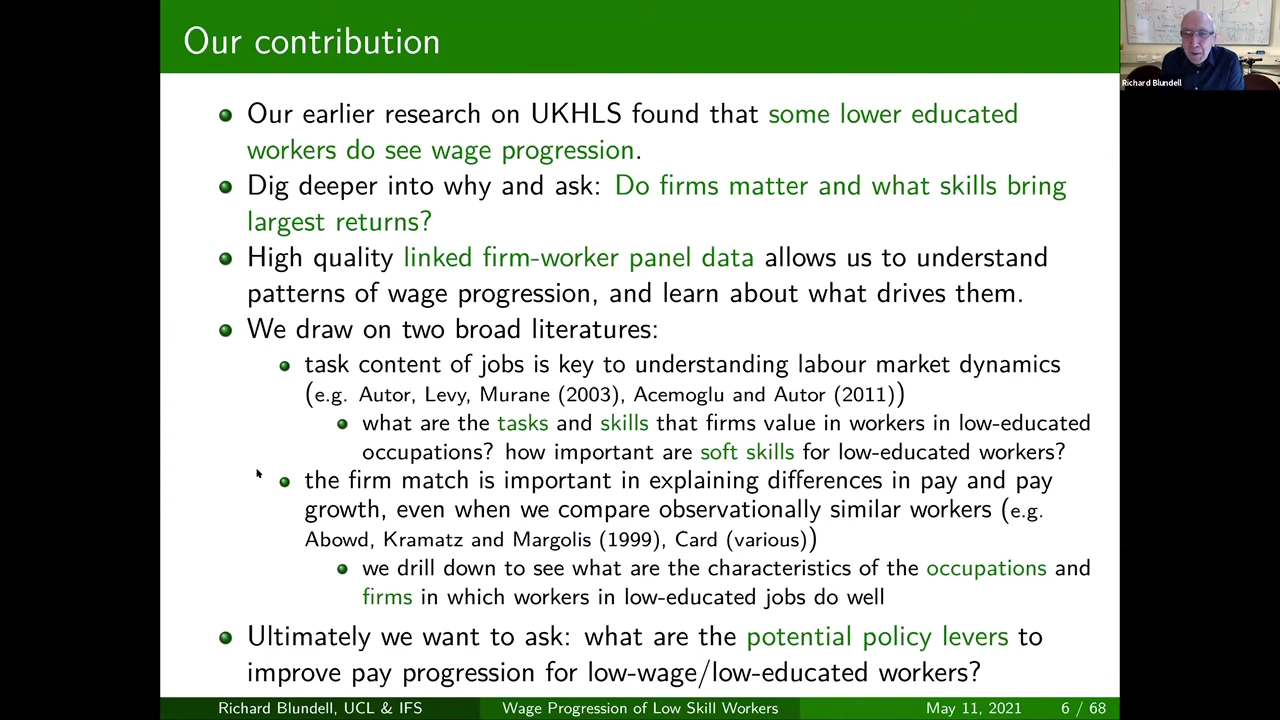 Our contribution
Richard Blundell
Our earlier research on UKHLS found that some lower educated
workers do see wage progression.
Dig deeper into why and ask: Do firms matter and what skills bring
largest returns?
High quality linked firm-worker panel data allows us to understand
patterns of wage progression, and learn about what drives them.
We draw on two broad literatures:
task content of jobs is key to understanding labour market dynamics
(e.g. Autor, Levy, Murane (2003), Acemoglu and Autor (2011))
what are the tasks and skills that firms value in workers in low-educated
occupations? how important are soft skills for low-educated workers?
the firm match is important in explaining differences in pay and pay
growth, even when we compare observationally similar workers (e.g.
Abowd, Kramatz and Margolis (1999), Card (various))
we drill down to see what are the characteristics of the occupations and
firms in which workers in low-educated jobs do well
Ultimately we want to ask: what are the potential policy levers to
improve pay progression for low-wage/low-educated workers?
Richard Blundell, UCL & IFS Wage Progression of Low Skill Workers May 11, 2021 6 / 68